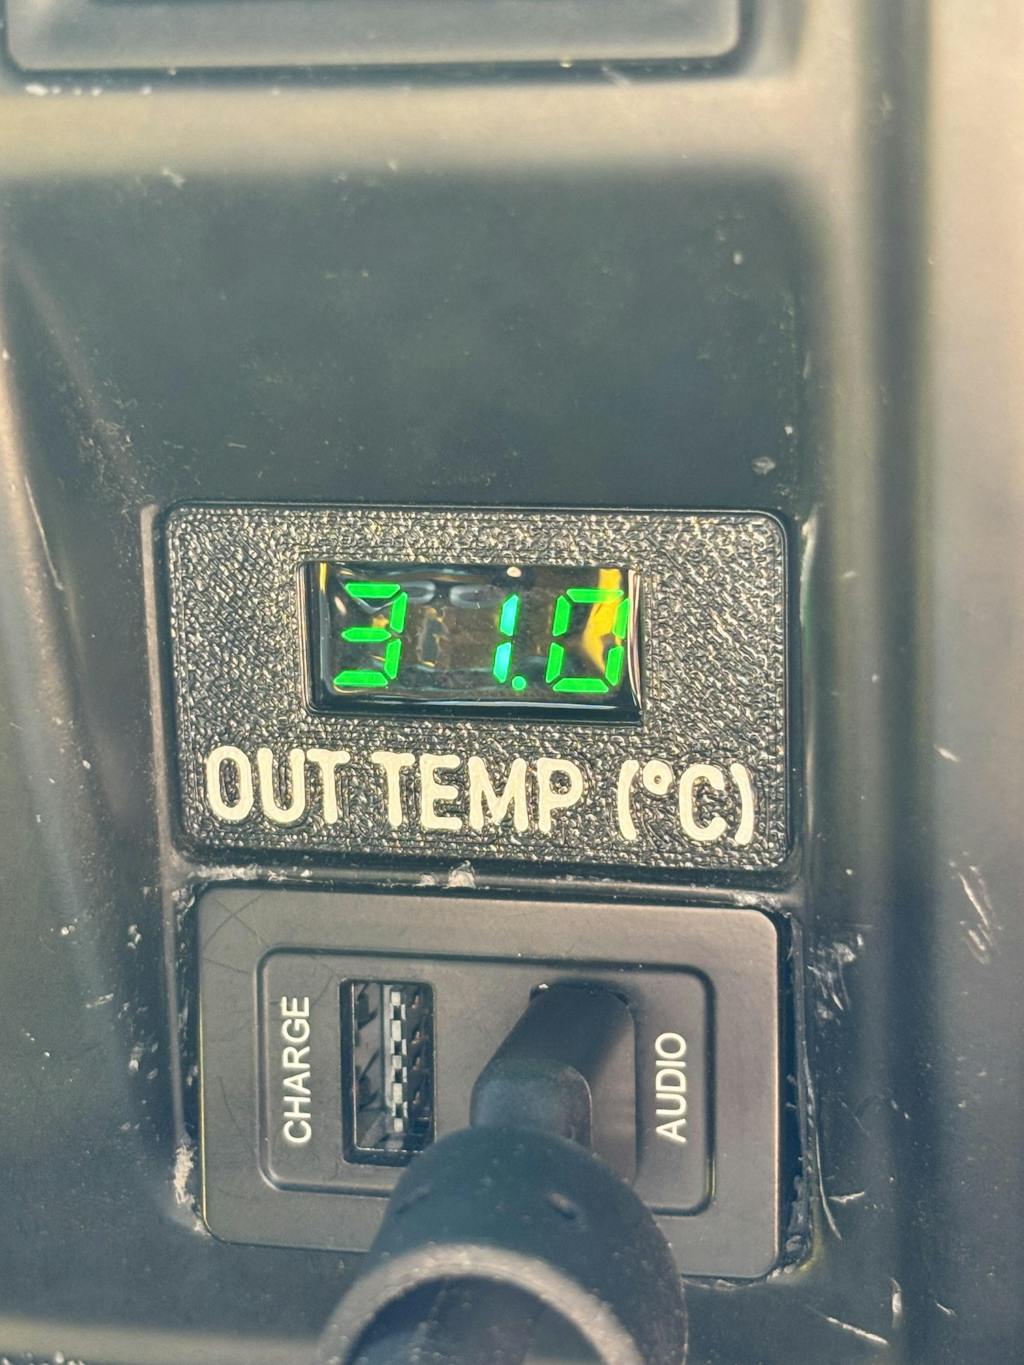 31.0
OUT TEMP (°C)
CHARGE
AUDIO